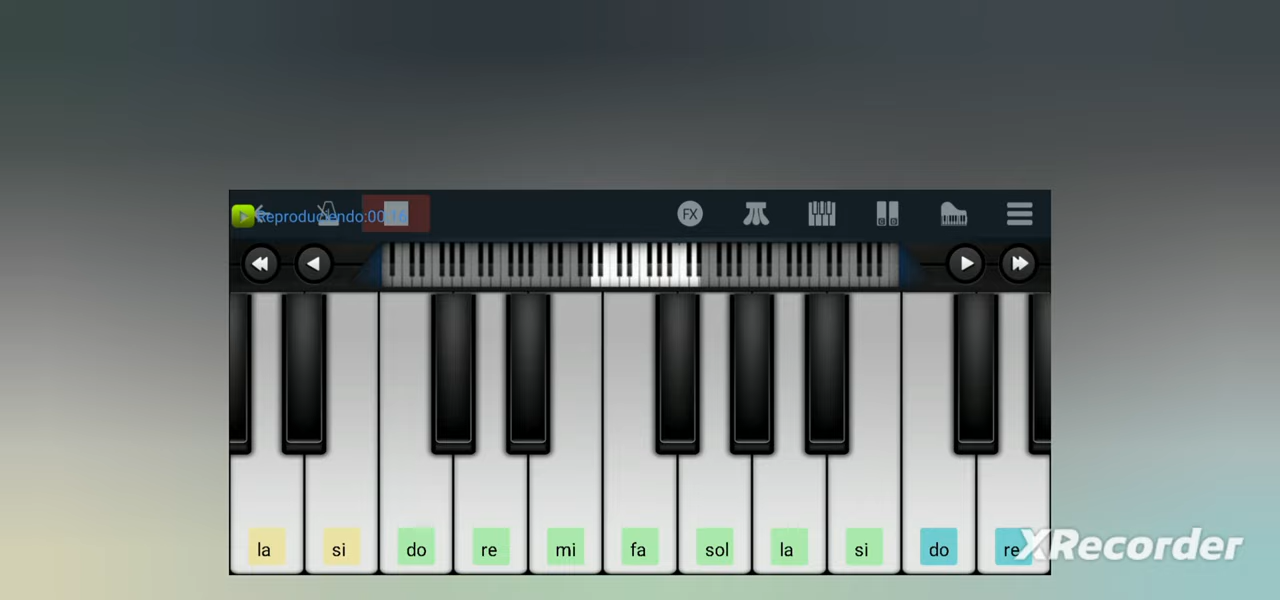 Reproduciendo:00:16
FX
la si do re mi fa sol la si do re
XRecorder